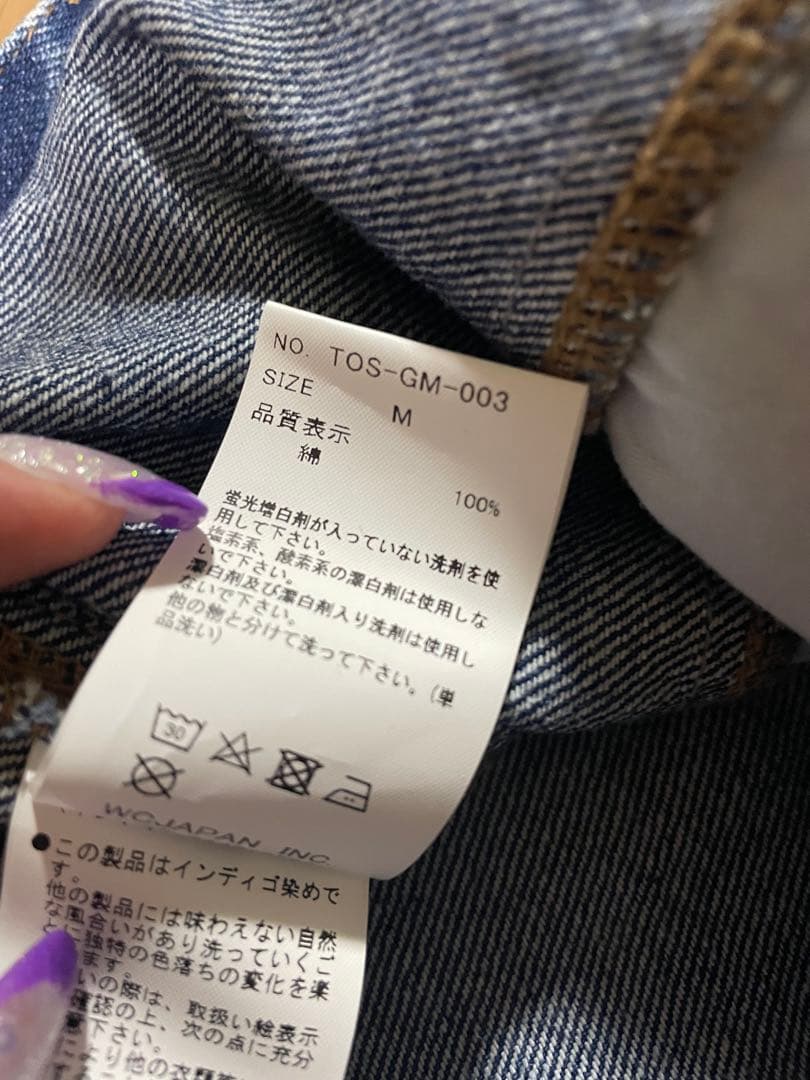 NO. TOS-GM-003
SIZE M
品質表示
綿 100%
蛍光増白剤が入っていない洗剤を使
用して下さい。
塩素系、酸素系の漂白剤は使用しな
いで下さい。
漂白剤及び漂白剤入り洗剤は使用し
ないで下さい。
他の物と分けて洗って下さい。(単
品洗い)
30
WCJAPAN INC.
●この製品はインディゴ染めで
す。
他の製品には味わえない自然
な風合いがあり洗っていくご
とに独特の色落ちの変化を楽
ます。
いの際は、取扱い絵表示
確認の上、次の点に充分
下さい。
より他の衣類